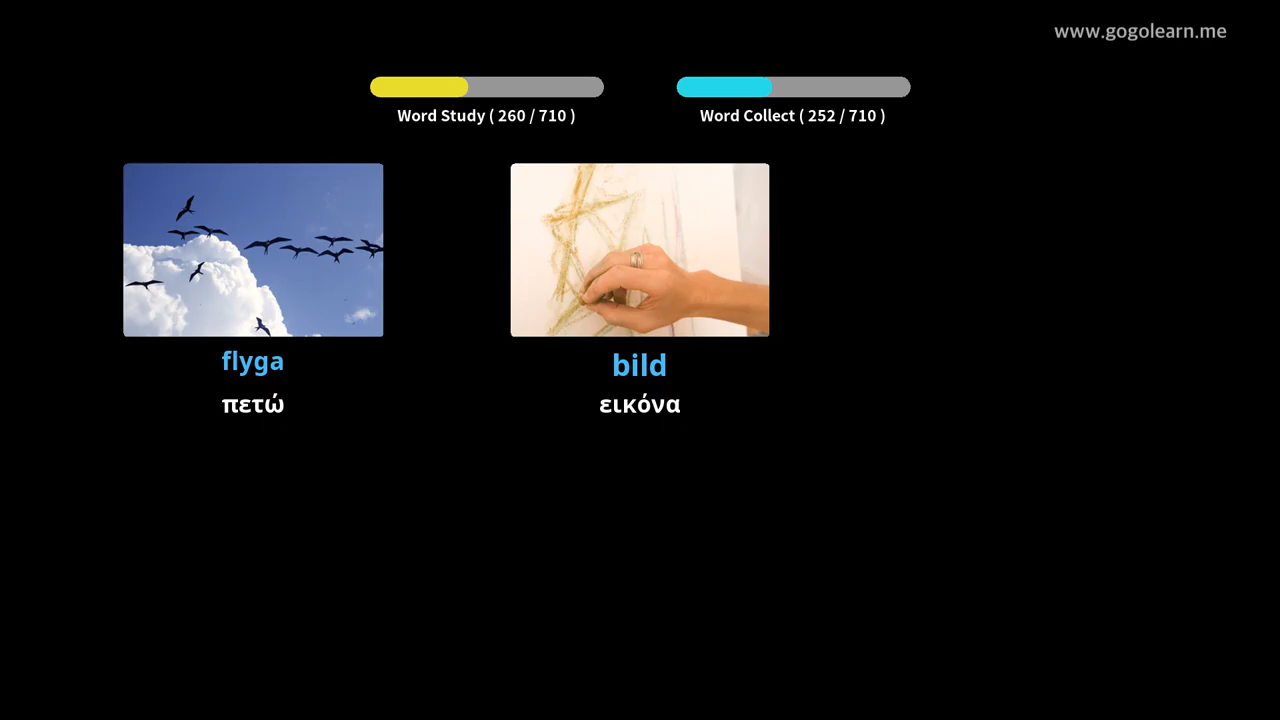 www.gogolearn.me
Word Study ( 260 / 710 )
Word Collect ( 252 / 710 )
flyga
πετώ
bild
εικόνα